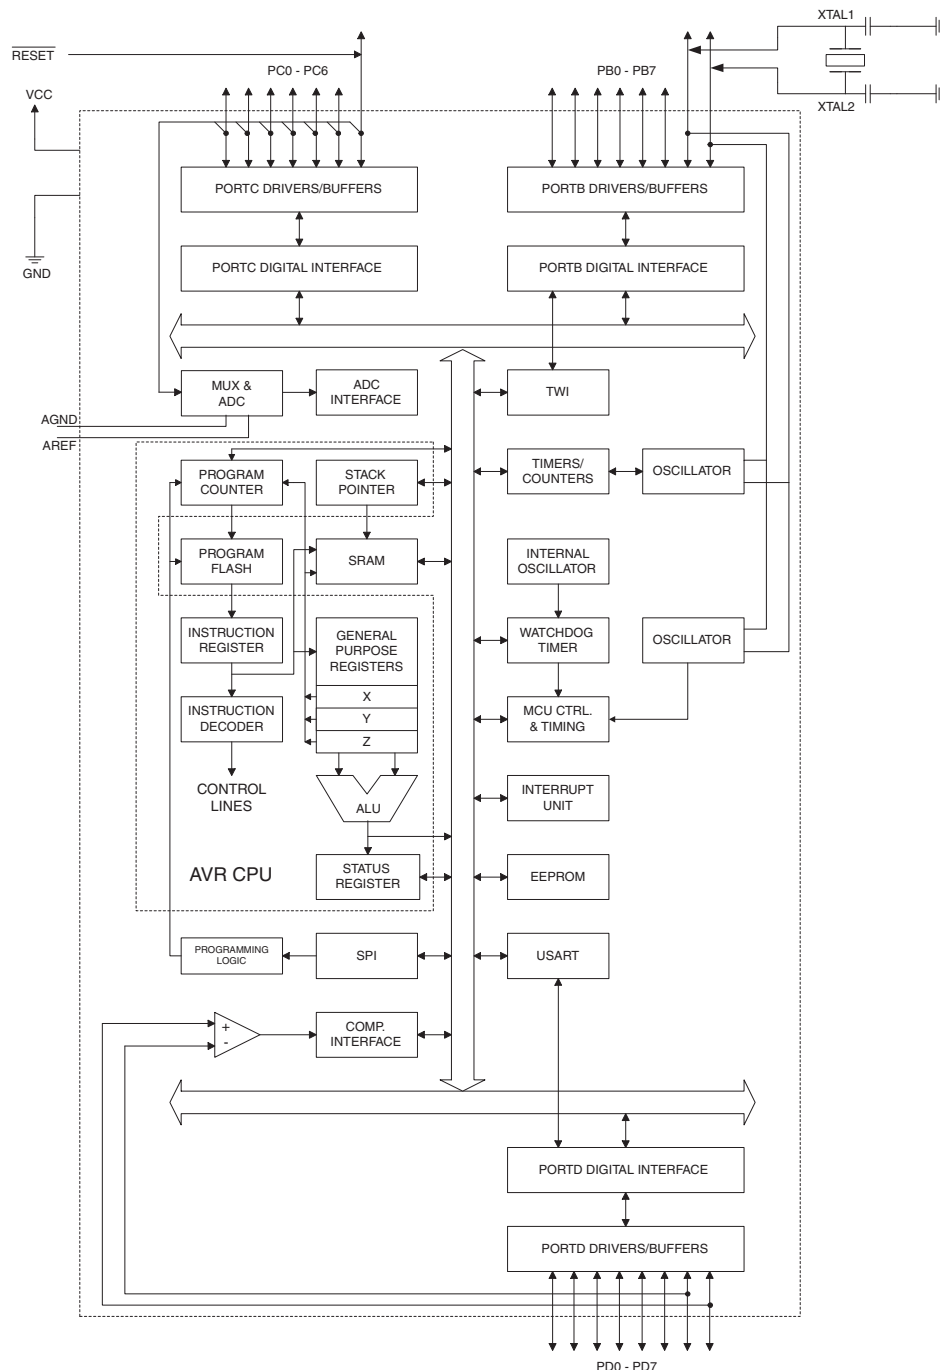 XTAL1
RESET
PC0 - PC6
PB0 - PB7
VCC
XTAL2
PORTC DRIVERS/BUFFERS
PORTB DRIVERS/BUFFERS
PORTC DIGITAL INTERFACE
PORTB DIGITAL INTERFACE
GND
MUX &
ADC
ADC
INTERFACE
TWI
AGND
AREF
PROGRAM
COUNTER
STACK
POINTER
TIMERS/
COUNTERS
OSCILLATOR
PROGRAM
FLASH
SRAM
INTERNAL
OSCILLATOR
INSTRUCTION
REGISTER
GENERAL
PURPOSE
REGISTERS
WATCHDOG
TIMER
OSCILLATOR
X
INSTRUCTION
DECODER
Y
MCU CTRL.
& TIMING
Z
CONTROL
LINES
ALU
INTERRUPT
UNIT
AVR CPU
STATUS
REGISTER
EEPROM
PROGRAMMING
LOGIC
SPI
USART
+
-
COMP.
INTERFACE
PORTD DIGITAL INTERFACE
PORTD DRIVERS/BUFFERS
PD0 - PD7